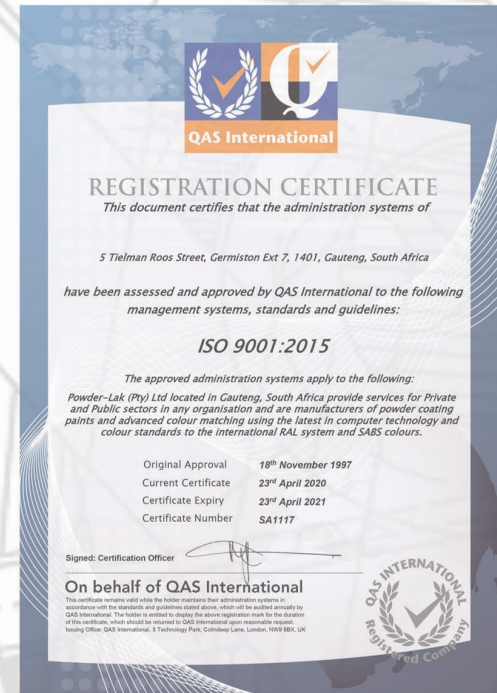 QAS International
REGISTRATION CERTIFICATE
This document certifies that the administration systems of
5 Tielman Roos Street, Germiston Ext 7, 1401, Gauteng, South Africa
have been assessed and approved by QAS International to the following
management systems, standards and guidelines:
ISO 9001:2015
The approved administration systems apply to the following:
Powder-Lak (Pty) Ltd located in Gauteng, South Africa provide services for Private
and Public sectors in any organisation and are manufacturers of powder coating
paints and advanced colour matching using the latest in computer technology and
colour standards to the International RAL system and SABS colours.
Original Approval 18th November 1997
Current Certificate 23rd April 2020
Certificate Expiry 23rd April 2021
Certificate Number SA1117
Signed: Certification Officer
On behalf of QAS International
This certificate remains valid while the holder maintains their administration systems in
accordance with the standards and guidelines stated above, which will be audited annually by
QAS International. The holder is entitled to display the above registration mark for the duration
of this certificate, which should be returned to QAS International upon reasonable request.
Issuing Office: QAS International, 8 Technology Park, Colindeep Lane, London, NW9 6BX, UK
QAS INTERNATIONAL
Registered Company